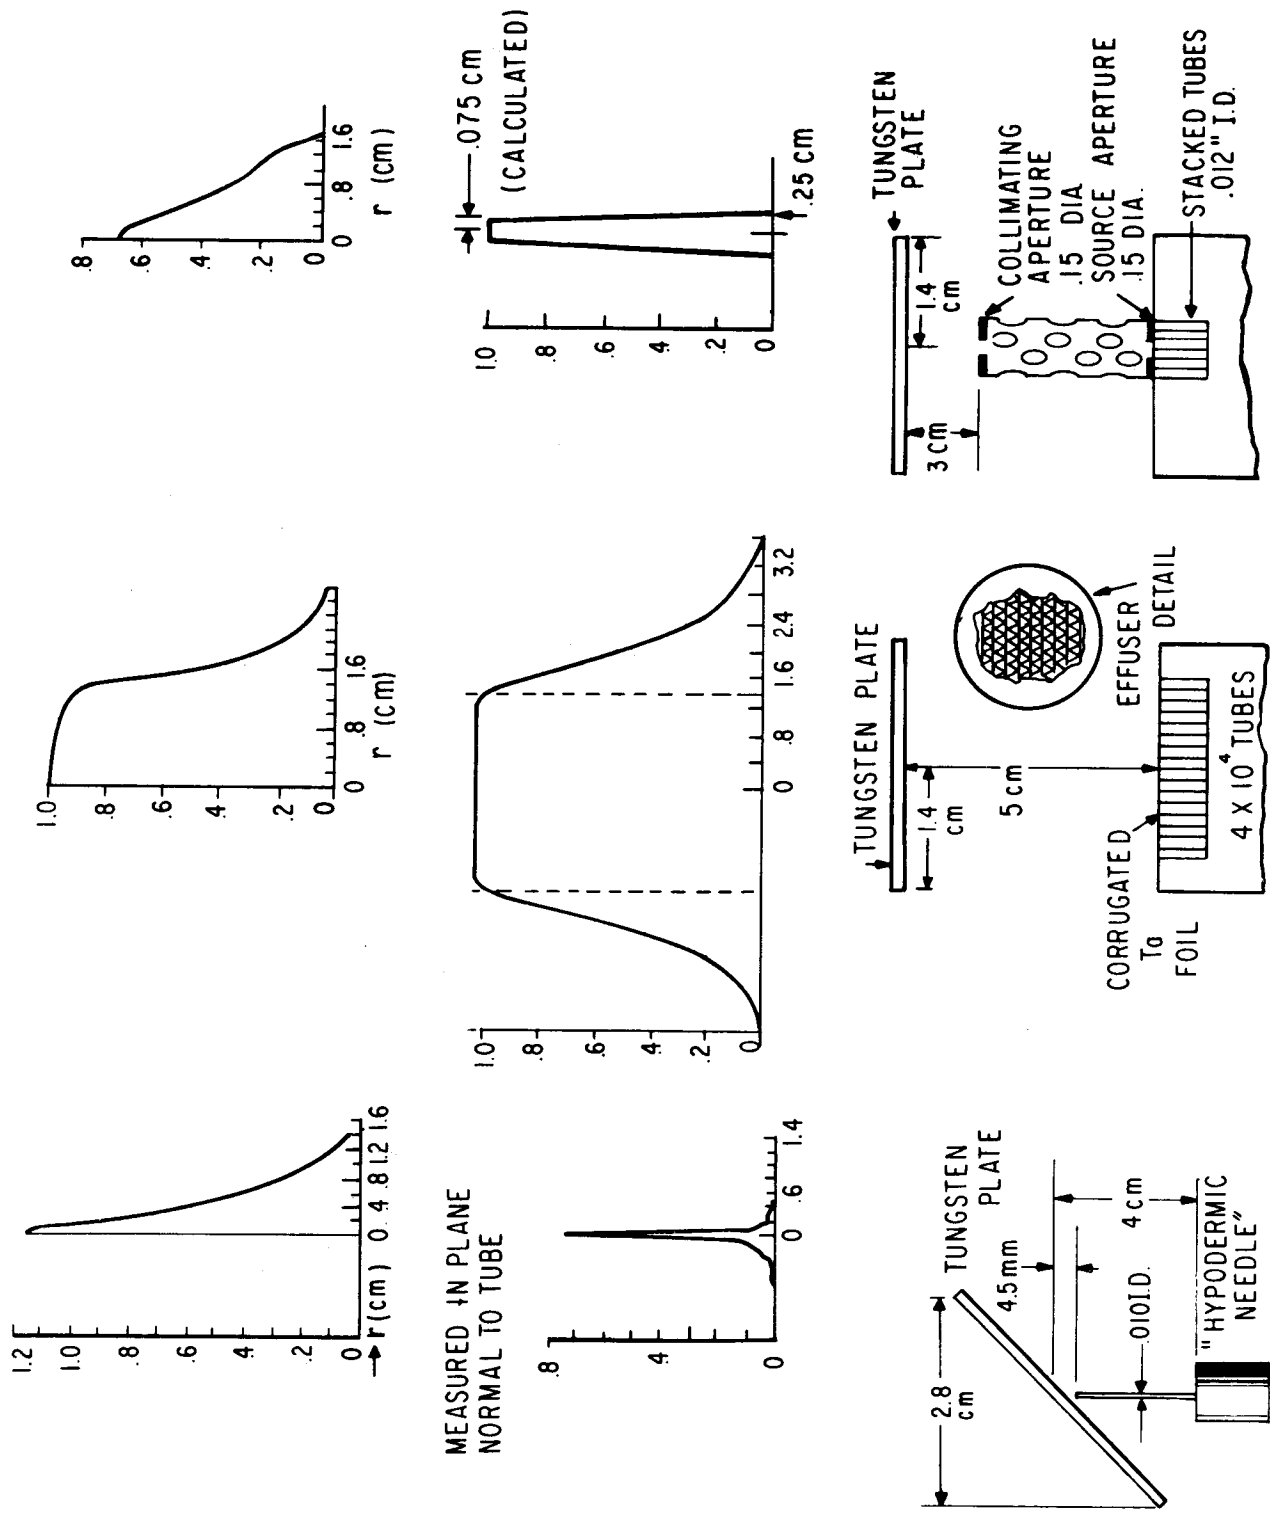 1.2
1.0
.8
.6
.4
.2
0
r (cm)
0 .4 .8 1.2 1.6
1.0
.8
.6
.4
.2
0
0 .8 1.6
r (cm)
.8
.6
.4
.2
0
0 .8 1.6
r (cm)
MEASURED IN PLANE
NORMAL TO TUBE
.8
.4
0
0 .6 1.4
1.0
.8
.6
.4
.2
0
0 .8 1.6 2.4 3.2
1.0
.8
.6
.4
.2
0
.075 cm
(CALCULATED)
.25 cm
2.8
cm
TUNGSTEN
PLATE
4.5mm
4cm
.010 I.D.
"HYPODERMIC
NEEDLE"
TUNGSTEN PLATE
1.4
cm
5 cm
CORRUGATED
Ta
FOIL
EFFUSER
DETAIL
4 X 10⁴ TUBES
TUNGSTEN
PLATE
1.4
cm
3 cm
COLLIMATING
APERTURE
.15 DIA
SOURCE APERTURE
.15 DIA.
STACKED TUBES
.012" I.D.